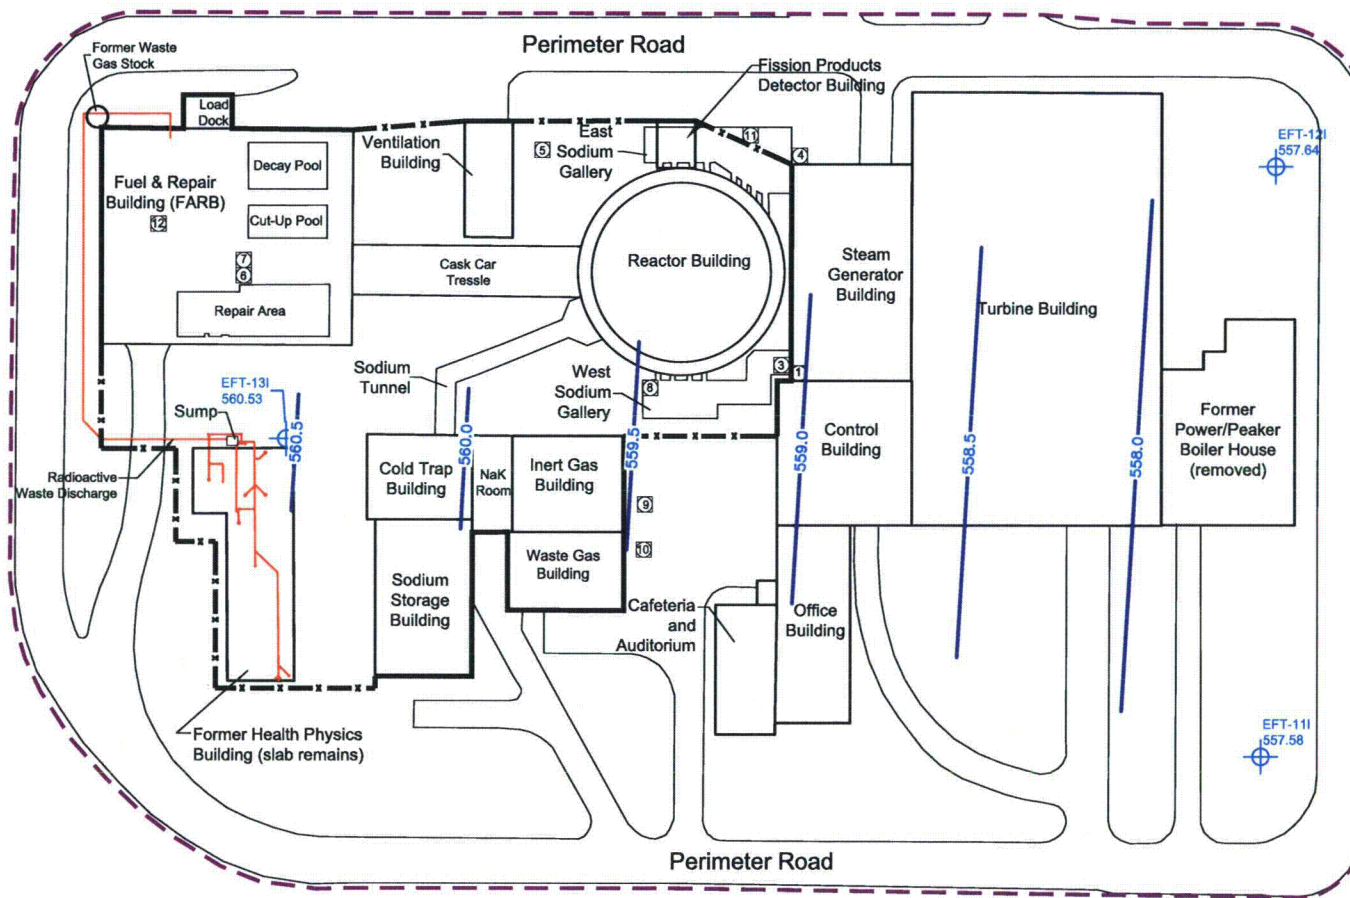 Perimeter Road
Former Waste
Gas Stock
Load
Dock
Fission Products
Detector Building
Ventilation
Building
East
Sodium
Gallery
5
11
4
EFT-12I
557.64
Decay Pool
Fuel & Repair
Building (FARB)
12
Cut-Up Pool
7
6
Cask Car
Tressle
Reactor Building
Steam
Generator
Building
Turbine Building
Repair Area
Sodium
Tunnel
West
Sodium
Gallery
8
3
1
EFT-13I
560.53
Sump
560.5
560.0
559.5
559.0
558.5
558.0
Control
Building
Former
Power/Peaker
Boiler House
(removed)
Radioactive
Waste Discharge
Cold Trap
Building
NaK
Room
Inert Gas
Building
9
10
Waste Gas
Building
Sodium
Storage
Building
Cafeteria
and
Auditorium
Office
Building
Former Health Physics
Building (slab remains)
EFT-11I
557.58
Perimeter Road